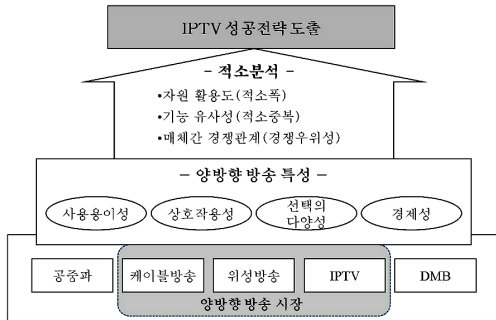 IPTV 성공전략 도출
– 적소분석 –
•자원 활용도(적소폭)
•기능 유사성(적소중복)
•매체간 경쟁관계(경쟁우위성)
– 양방향 방송 특성 –
사용용이성
상호작용성
선택의
다양성
경제성
공중파
케이블방송
위성방송
IPTV
DMB
양방향 방송 시장